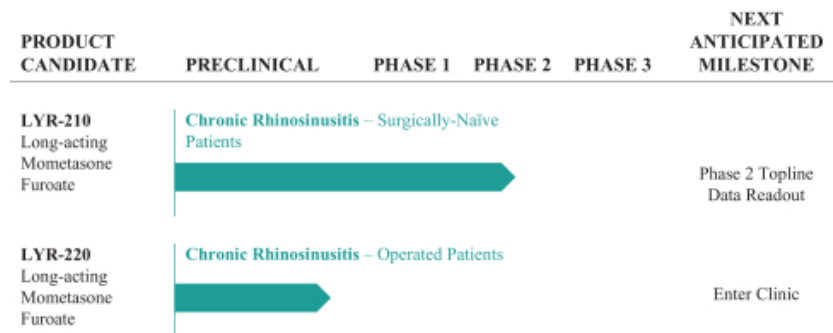 PRODUCT CANDIDATE
PRECLINICAL
PHASE 1
PHASE 2
PHASE 3
NEXT ANTICIPATED MILESTONE
LYR-210
Long-acting
Mometasone
Furoate
Chronic Rhinosinusitis – Surgically-Naïve
Patients
Phase 2 Topline
Data Readout
LYR-220
Long-acting
Mometasone
Furoate
Chronic Rhinosinusitis – Operated Patients
Enter Clinic